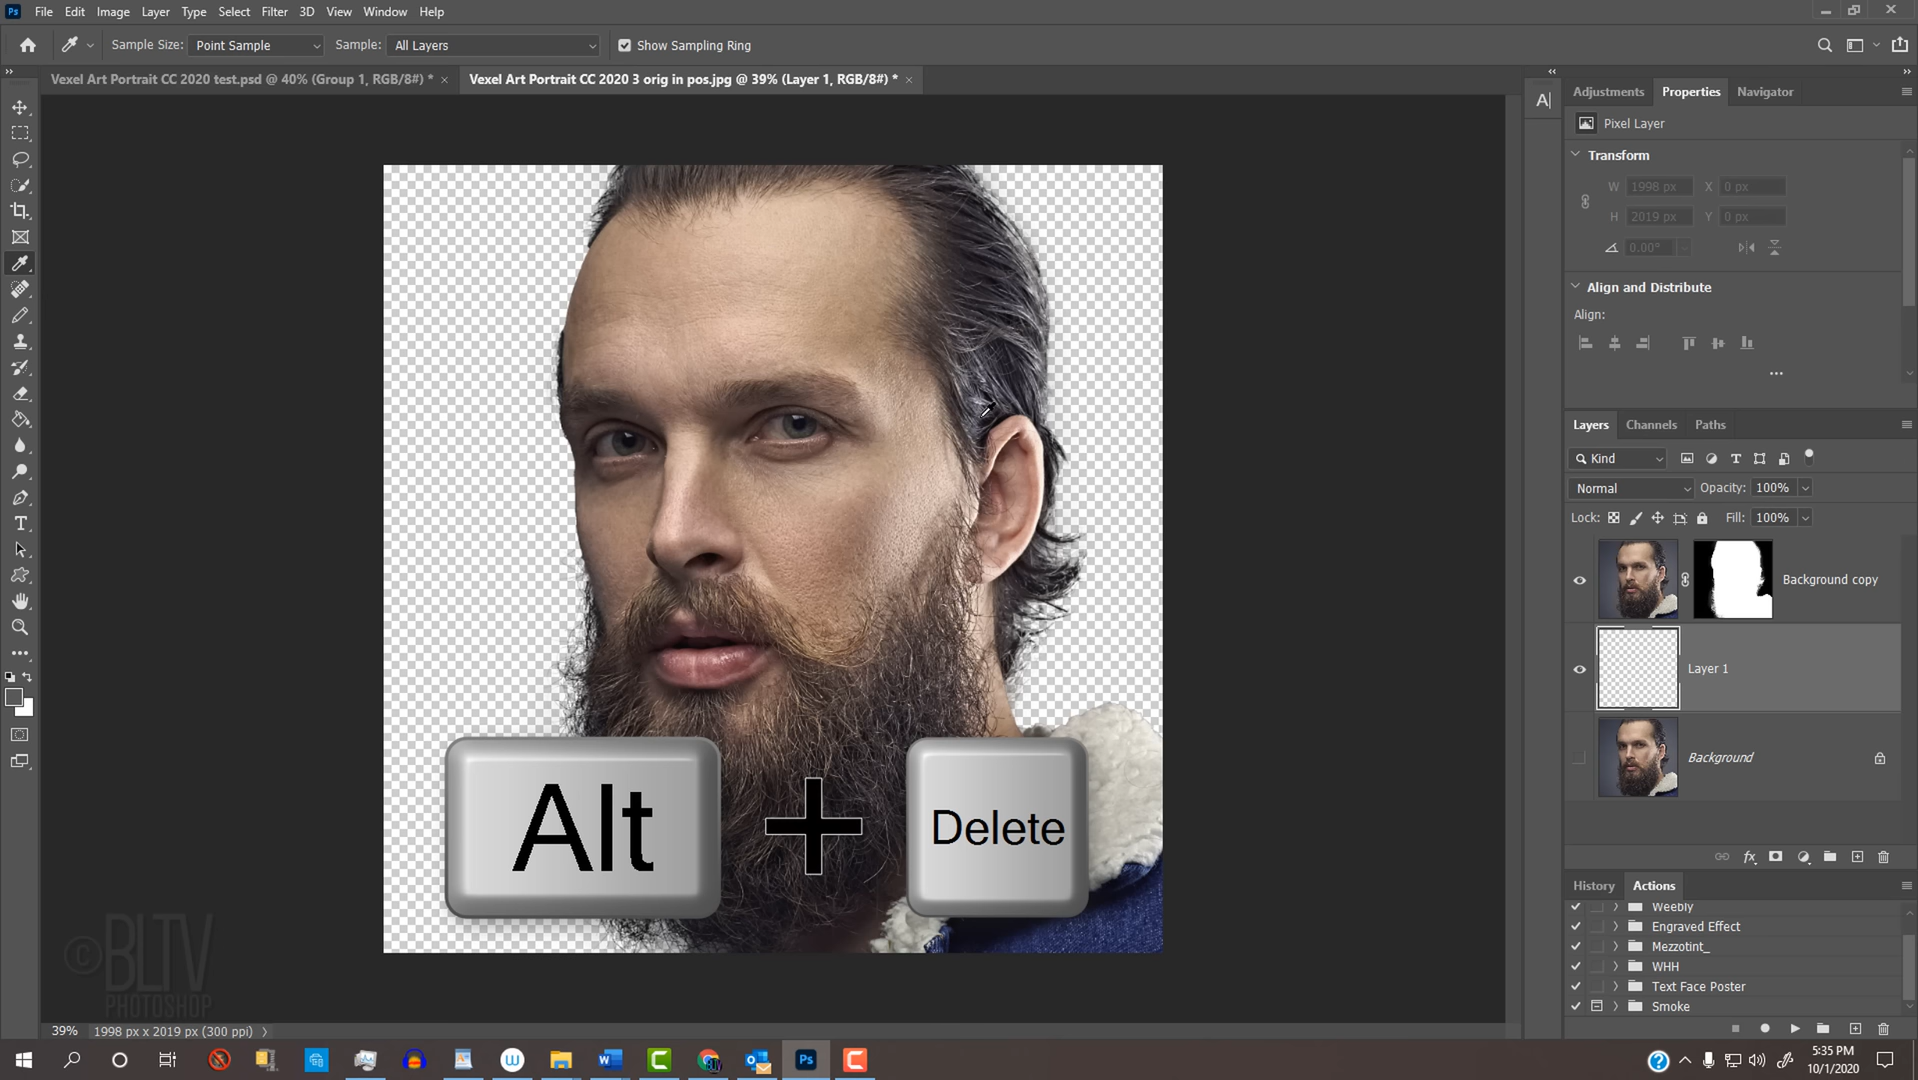 Ps File Edit Image Layer Type Select Filter 3D View Window Help
Sample Size: Point Sample Sample: All Layers Show Sampling Ring
Vexel Art Portrait CC 2020 test.psd @ 40% (Group 1, RGB/8#) * Vexel Art Portrait CC 2020 3 orig in pos.jpg @ 39% (Layer 1, RGB/8#) *
Adjustments Properties Navigator
Pixel Layer
Transform
W 1998 px X 0 px
H 2019 px Y 0 px
0.00°
Align and Distribute
Align:
Layers Channels Paths
Kind
Normal Opacity: 100%
Lock: Fill: 100%
Background copy
Layer 1
Background
Alt + Delete
History Actions
Weebly
Engraved Effect
Mezzotint_
WHH
Text Face Poster
Smoke
©BLTV
PHOTOSHOP
39% 1998 px x 2019 px (300 ppi)
5:35 PM
10/1/2020